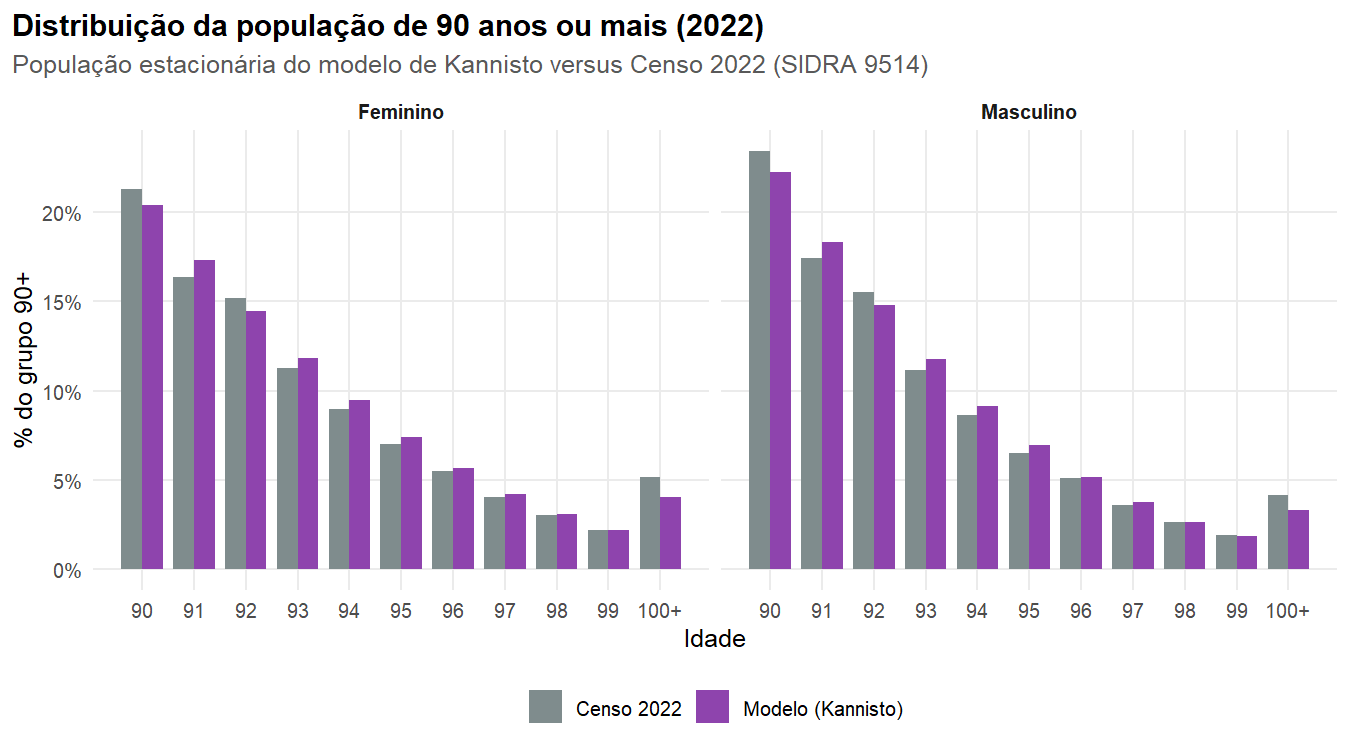 Distribuição da população de 90 anos ou mais (2022)
População estacionária do modelo de Kannisto versus Censo 2022 (SIDRA 9514)
Feminino
Masculino
% do grupo 90+
20%
15%
10%
5%
0%
90 91 92 93 94 95 96 97 98 99 100+
90 91 92 93 94 95 96 97 98 99 100+
Idade
Censo 2022
Modelo (Kannisto)